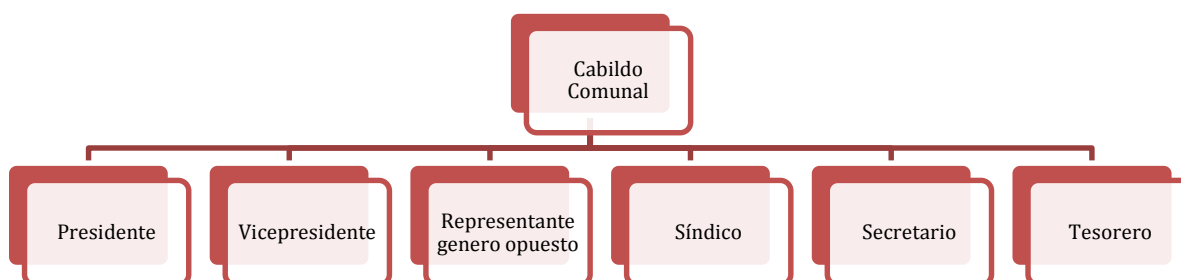 Cabildo
Comunal
Presidente
Vicepresidente
Representante
genero opuesto
Síndico
Secretario
Tesorero